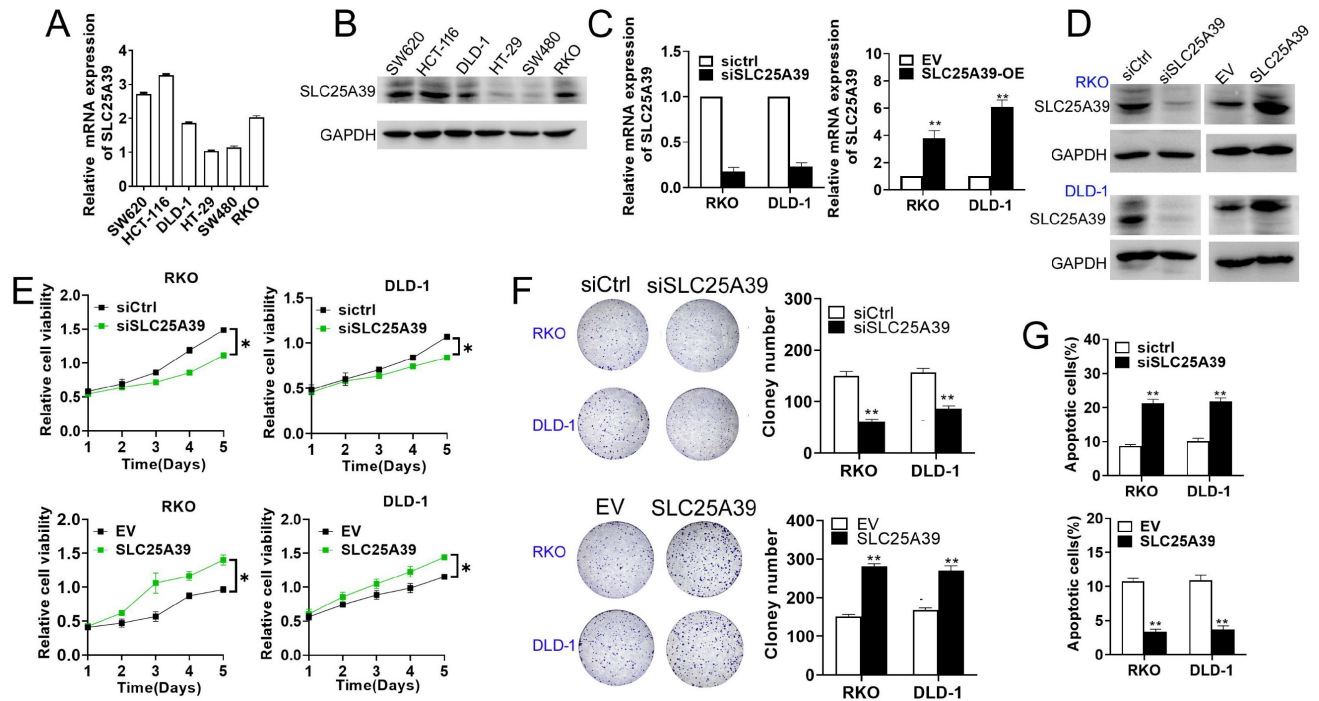 A
Relative mRNA expression
of SLC25A39
4
3
2
1
0
SW620
HCT-116
DLD-1
HT-29
SW480
RKO
B
SW620
HCT-116
DLD-1
HT-29
SW480
RKO
SLC25A39
GAPDH
C
Relative mRNA expression
of SLC25A39
1.5
1.0
0.5
0.0
sictrl
siSLC25A39
RKO
DLD-1
Relative mRNA expression
of SLC25A39
10
8
6
4
2
0
EV
SLC25A39-OE
**
**
RKO
DLD-1
D
siCtrl
siSLC25A39
EV
SLC25A39
RKO
SLC25A39
GAPDH
DLD-1
SLC25A39
GAPDH
E
RKO
Relative cell viability
2.0
1.5
1.0
0.5
0.0
siCtrl
siSLC25A39
*
1 2 3 4 5
Time(Days)
DLD-1
Relative cell viability
1.5
1.0
0.5
0.0
sictrl
siSLC25A39
*
1 2 3 4 5
Time(Days)
RKO
Relative cell viability
2.0
1.5
1.0
0.5
0.0
EV
SLC25A39
*
1 2 3 4 5
Time(Days)
DLD-1
Relative cell viability
2.0
1.5
1.0
0.5
0.0
EV
SLC25A39
*
1 2 3 4 5
Time(Days)
F
siCtrl siSLC25A39
RKO
DLD-1
Cloney number
300
200
100
0
siCtrl
siSLC25A39
**
**
RKO
DLD-1
EV SLC25A39
RKO
DLD-1
Cloney number
400
300
200
100
0
EV
SLC25A39
**
**
RKO
DLD-1
G
Apoptotic cells(%)
40
30
20
10
0
sictrl
siSLC25A39
**
**
RKO
DLD-1
Apoptotic cells(%)
20
15
10
5
0
EV
SLC25A39
**
**
RKO
DLD-1